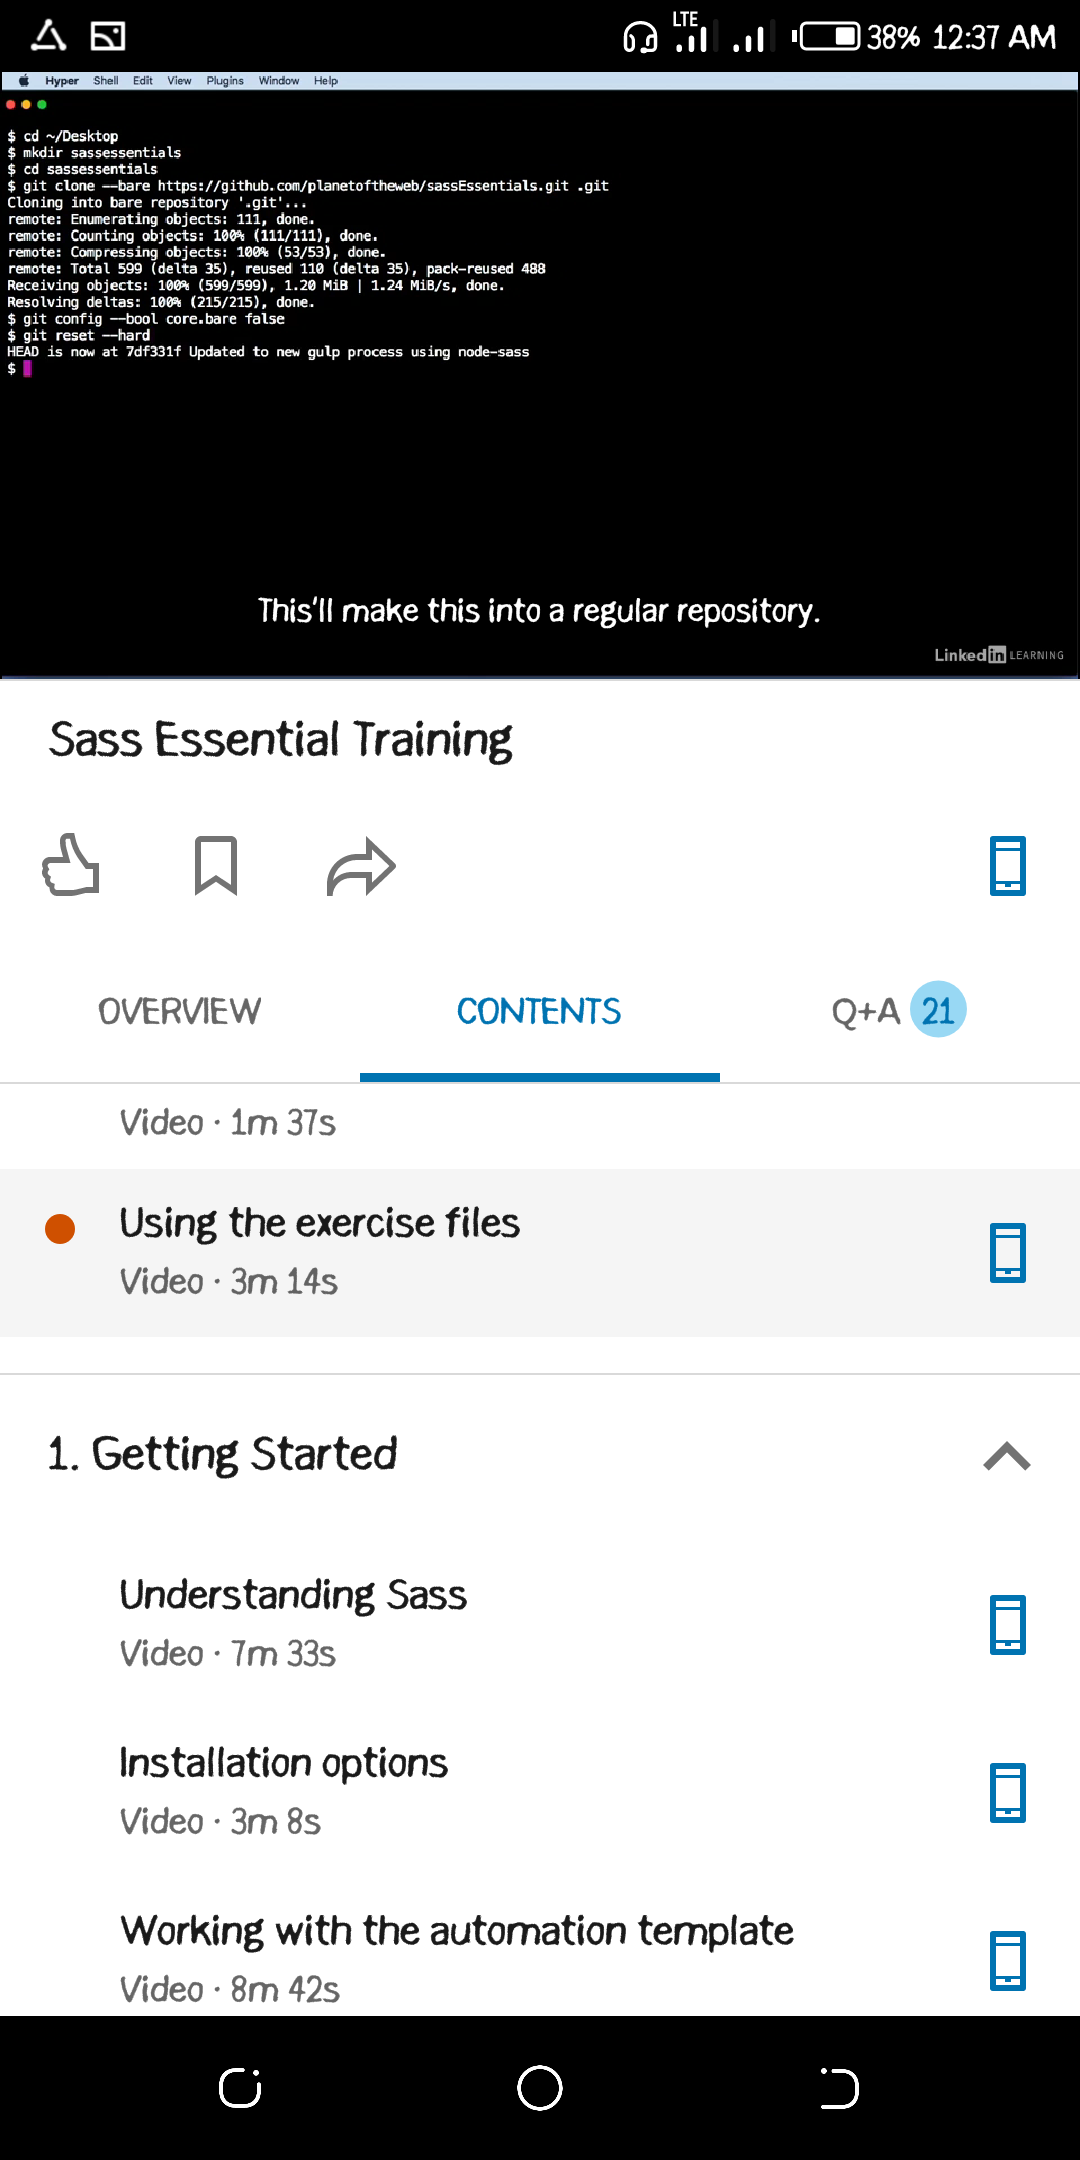 LTE 38% 12:37 AM
Hyper Shell Edit View Plugins Window Help
$ cd ~/Desktop
$ mkdir sassessentials
$ cd sassessentials
$ git clone --bare https://github.com/planetoftheweb/sassEssentials.git .git
Cloning into bare repository '.git'...
remote: Enumerating objects: 111, done.
remote: Counting objects: 100% (111/111), done.
remote: Compressing objects: 100% (53/53), done.
remote: Total 599 (delta 35), reused 110 (delta 35), pack-reused 488
Receiving objects: 100% (599/599), 1.20 MiB | 1.24 MiB/s, done.
Resolving deltas: 100% (215/215), done.
$ git config --bool core.bare false
$ git reset --hard
HEAD is now at 7df331f Updated to new gulp process using node-sass
$
This'll make this into a regular repository.
Linked in LEARNING
Sass Essential Training
OVERVIEW CONTENTS Q+A 21
Video · 1m 37s
Using the exercise files
Video · 3m 14s
1. Getting Started
Understanding Sass
Video · 7m 33s
Installation options
Video · 3m 8s
Working with the automation template
Video · 8m 42s